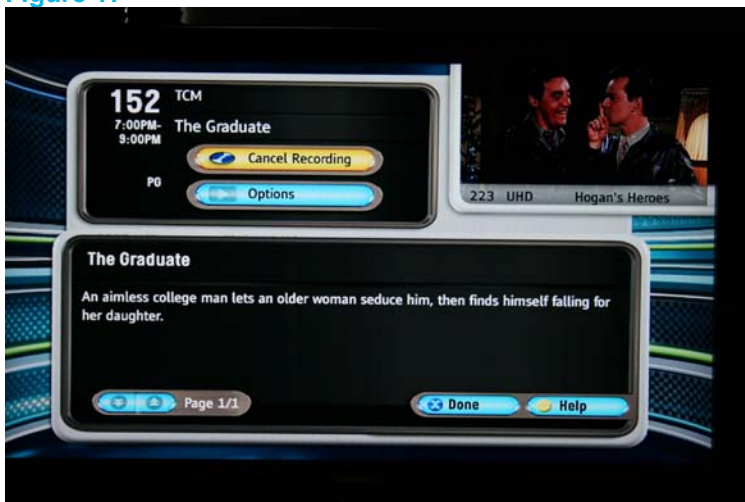 152 TCM
7:00PM- The Graduate
9:00PM
Cancel Recording
PG
Options
223 UHD Hogan's Heroes
The Graduate
An aimless college man lets an older woman seduce him, then finds himself falling for
her daughter.
Page 1/1
Done
Help